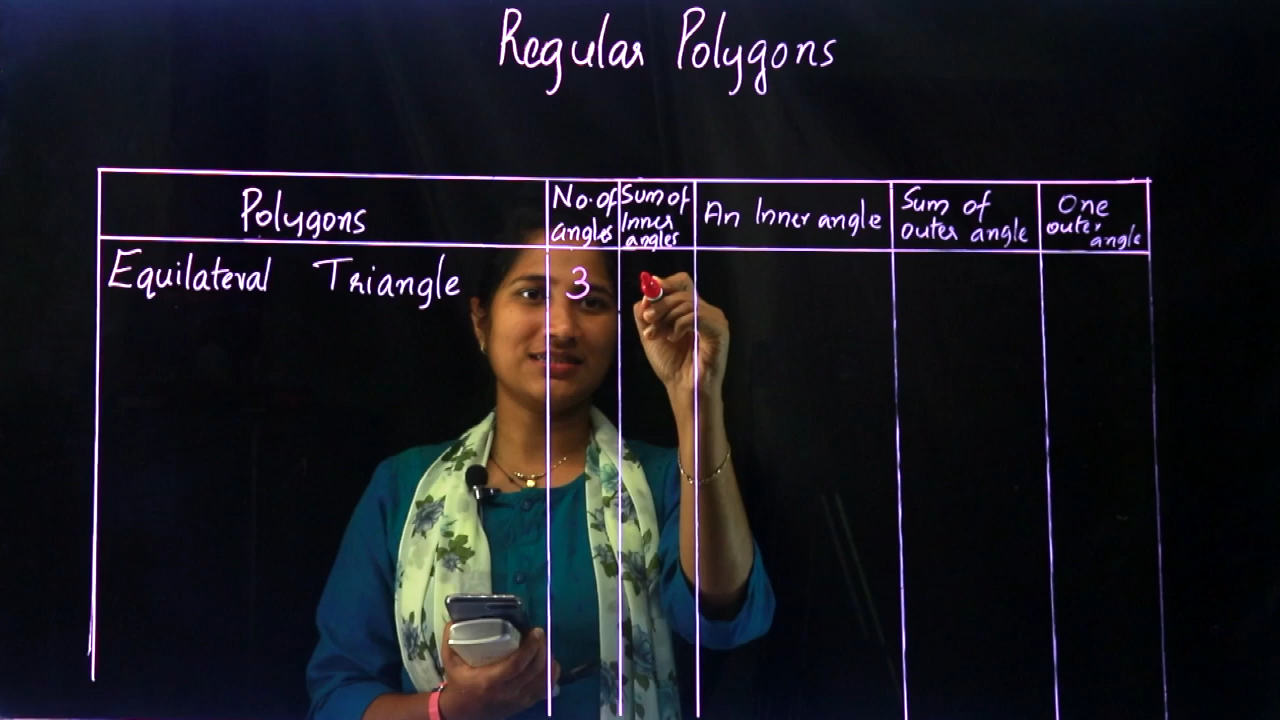 Regular Polygons
Polygons
No. of
angles
Sum of
Inner
angles
An Inner angle
Sum of
outer angle
One
outer
angle
Equilateral Triangle 3